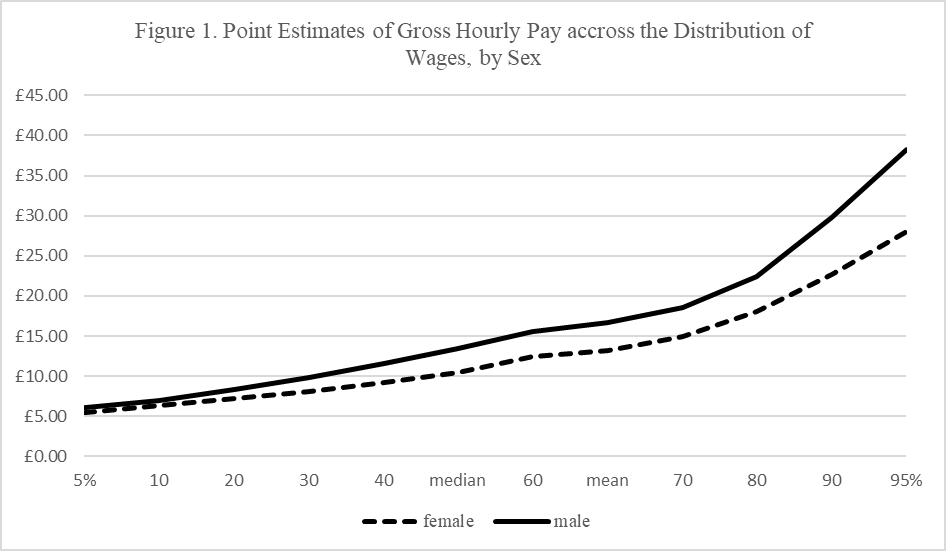 Figure 1. Point Estimates of Gross Hourly Pay accross the Distribution of
Wages, by Sex
£45.00
£40.00
£35.00
£30.00
£25.00
£20.00
£15.00
£10.00
£5.00
£0.00
5% 10 20 30 40 median 60 mean 70 80 90 95%
female male